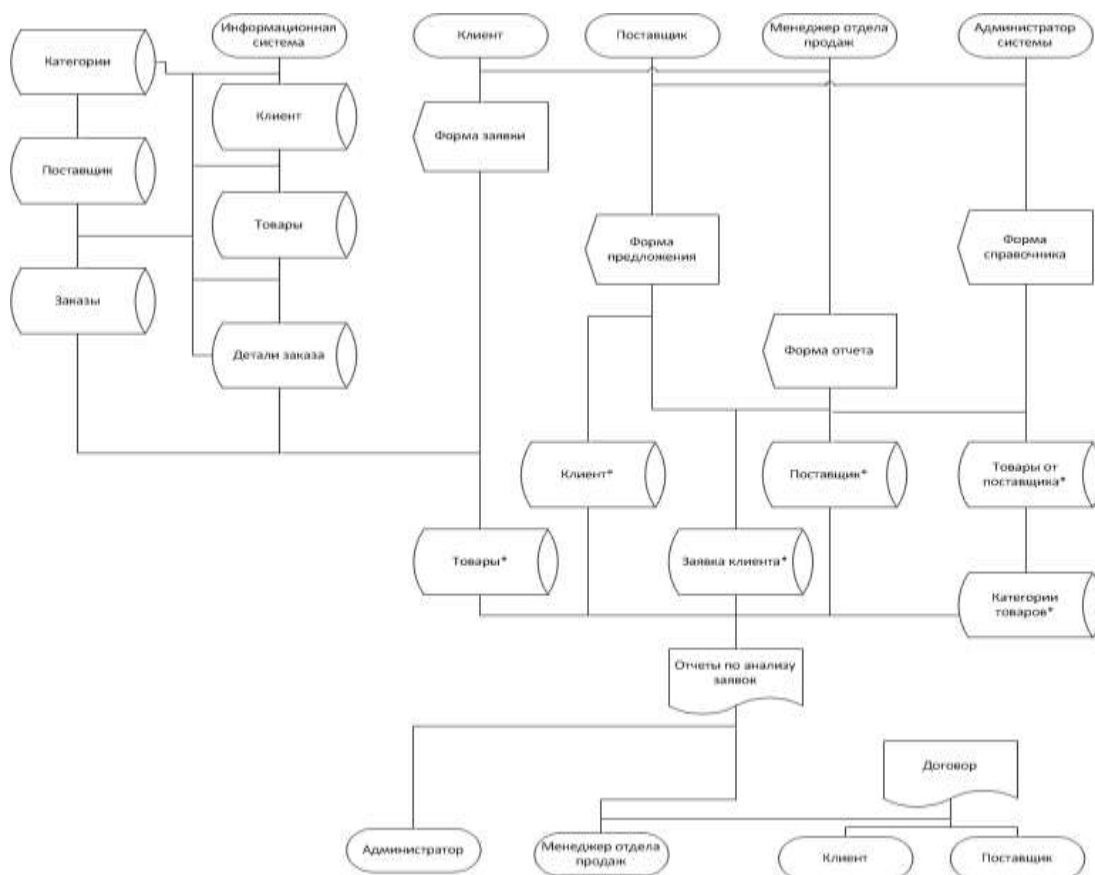 Информационная
система
Клиент
Поставщик
Менеджер отдела
продаж
Администратор
системы
Категории
Клиент
Форма заявки
Поставщик
Товары
Форма
предложения
Форма
справочника
Заказы
Детали заказа
Форма отчета
Клиент*
Поставщик*
Товары от
поставщика*
Товары*
Заявка клиента*
Категории
товаров*
Отчеты по анализу
заявок
Договор
Администратор
Менеджер отдела
продаж
Клиент
Поставщик